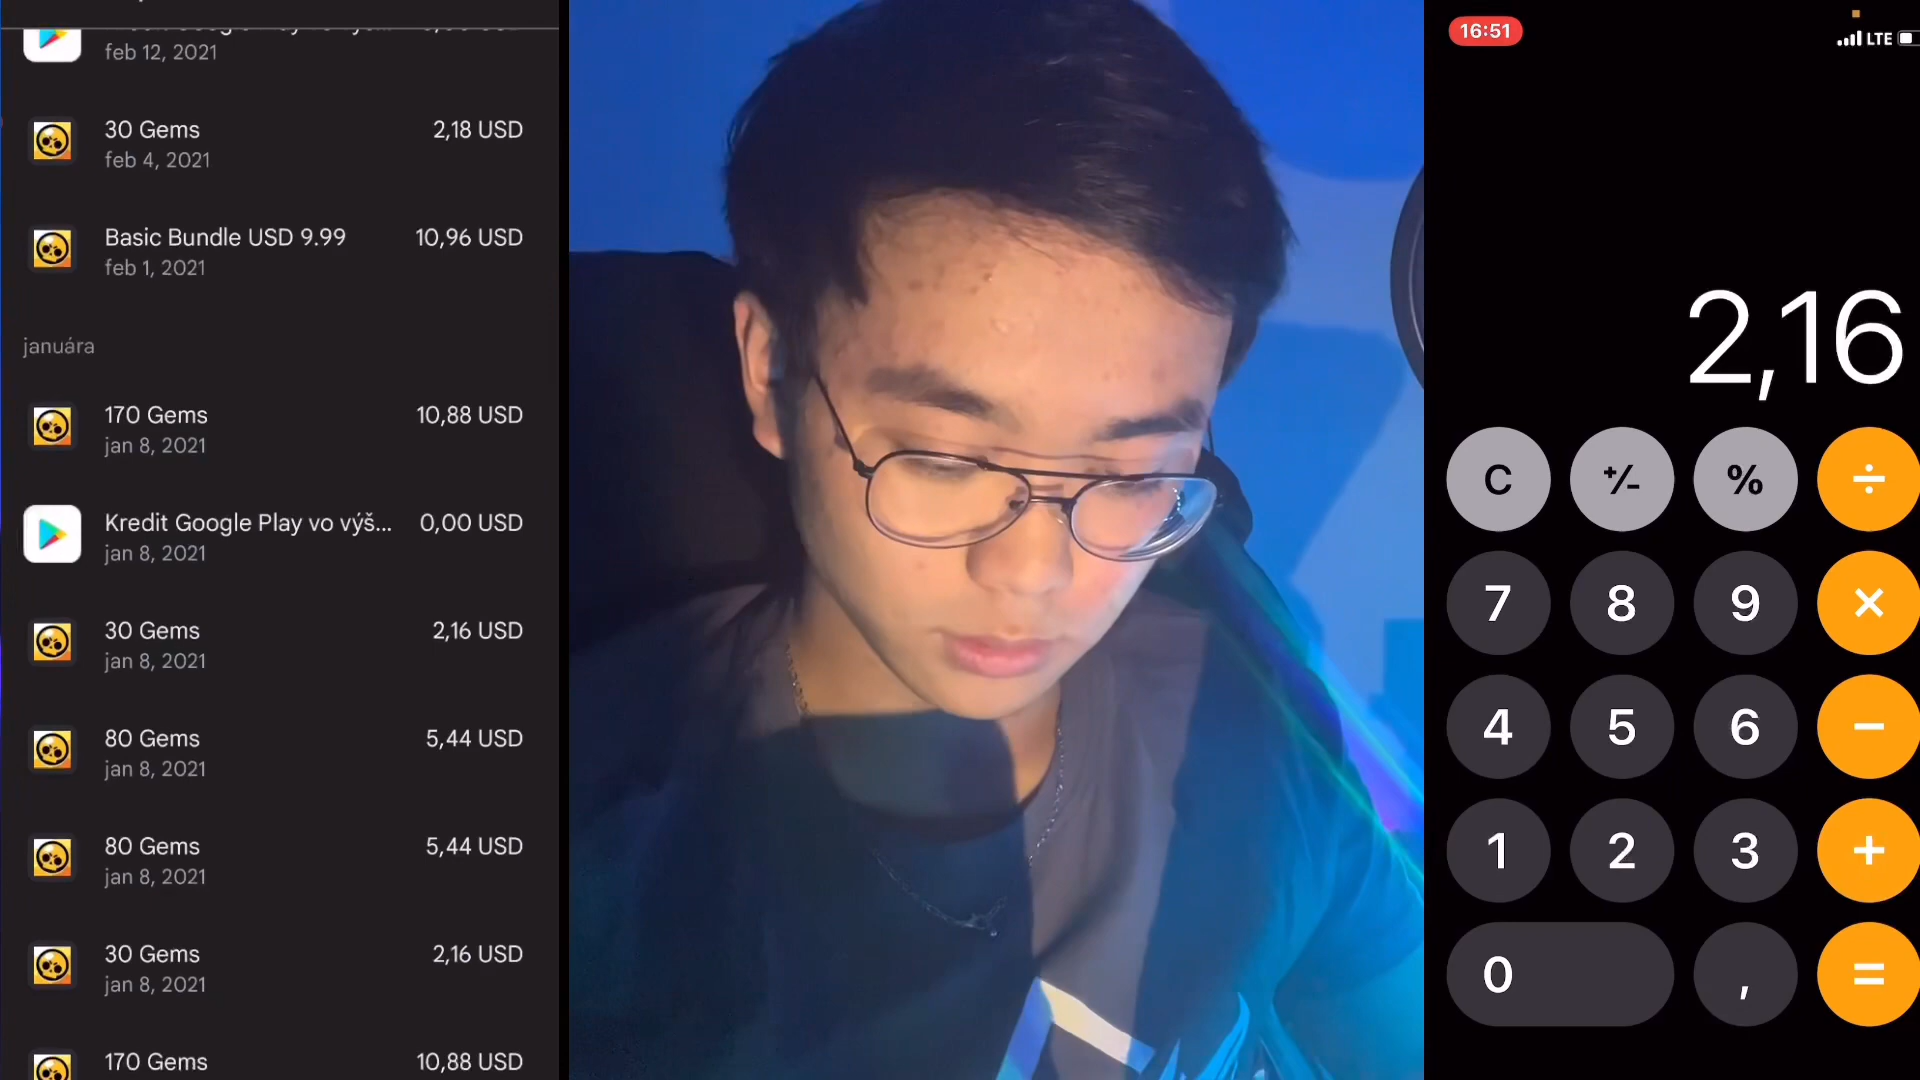 feb 12, 2021
30 Gems 2,18 USD
feb 4, 2021
Basic Bundle USD 9.99 10,96 USD
feb 1, 2021
januára
170 Gems 10,88 USD
jan 8, 2021
Kredit Google Play vo výš... 0,00 USD
jan 8, 2021
30 Gems 2,16 USD
jan 8, 2021
80 Gems 5,44 USD
jan 8, 2021
80 Gems 5,44 USD
jan 8, 2021
30 Gems 2,16 USD
jan 8, 2021
170 Gems 10,88 USD
16:51
LTE
2,16
C +/- % ÷
7 8 9 ×
4 5 6 −
1 2 3 +
0 , =